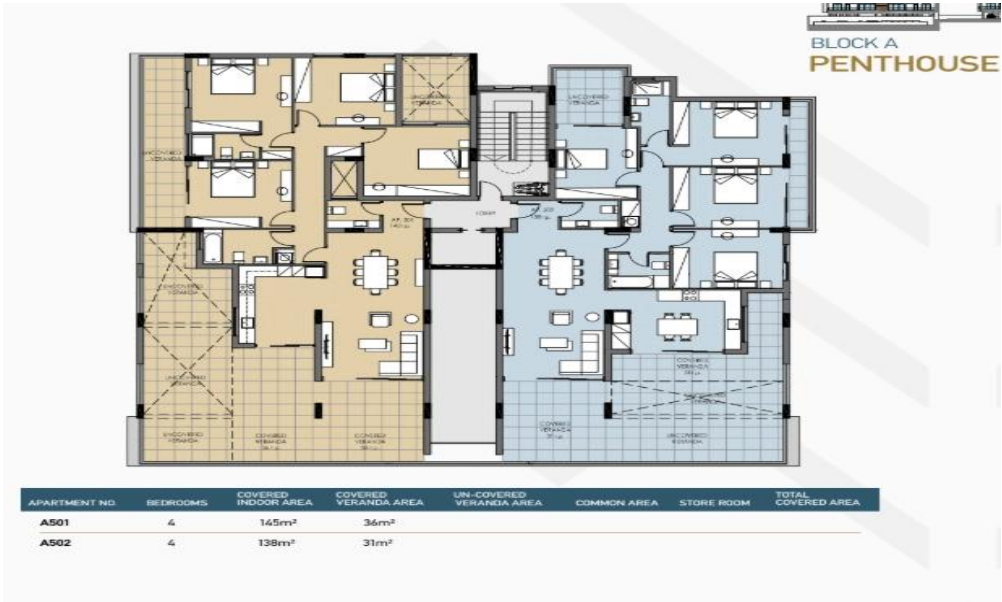 BLOCK A
PENTHOUSE
UNCOVERED
VERANDA
UNCOVERED
VERANDA
UNCOVERED
VERANDA
LOBBY
UNCOVERED
VERANDA
UNCOVERED
VERANDA
UNCOVERED
VERANDA
COVERED
VERANDA
COVERED
VERANDA
COVERED
VERANDA
COVERED
VERANDA
UNCOVERED
VERANDA
APARTMENT NO. BEDROOMS COVERED INDOOR AREA COVERED VERANDA AREA UN-COVERED VERANDA AREA COMMON AREA STORE ROOM TOTAL COVERED AREA
A501 4 145m² 36m²
A502 4 138m² 31m²